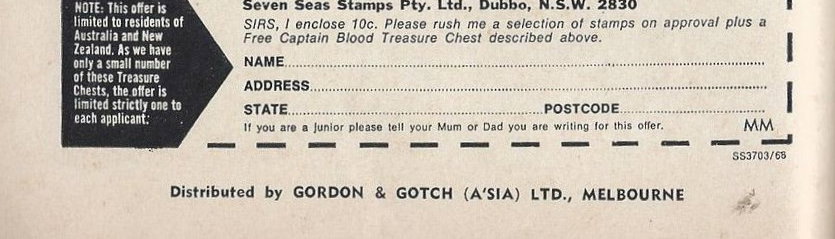 NOTE: This offer is
limited to residents of
Australia and New
Zealand. As we have
only a small number
of these Treasure
Chests, the offer is
limited strictly one to
each applicant.
Seven Seas Stamps Pty. Ltd., Dubbo, N.S.W. 2830
SIRS, I enclose 10c. Please rush me a selection of stamps on approval plus a
Free Captain Blood Treasure Chest described above.
NAME
ADDRESS
STATE POSTCODE
If you are a junior please tell your Mum or Dad you are writing for this offer. MM
SS3703/68
Distributed by GORDON & GOTCH (A'SIA) LTD., MELBOURNE